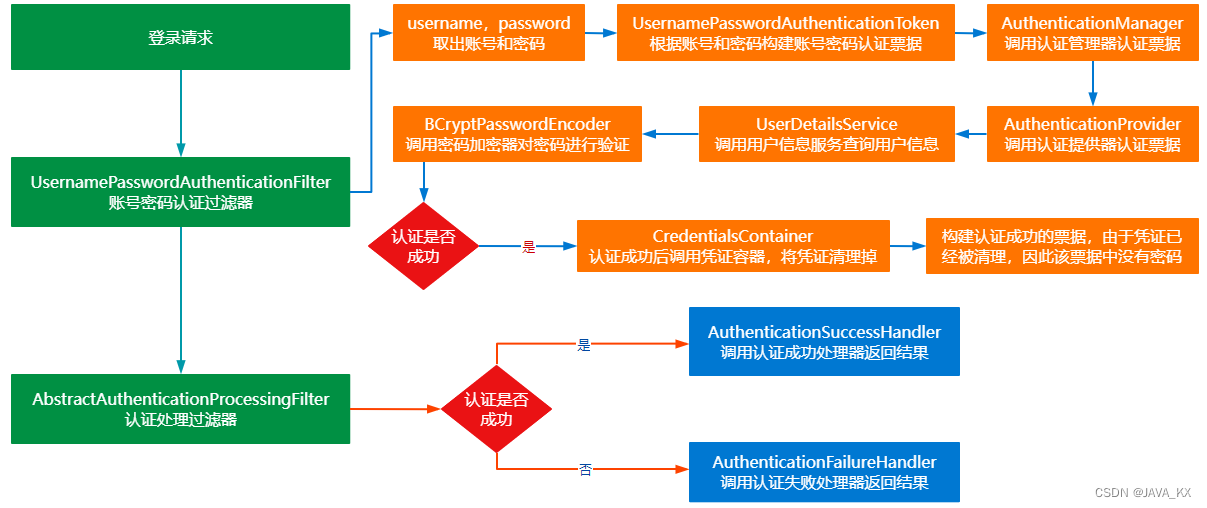 登录请求
username，password
取出账号和密码
UsernamePasswordAuthenticationToken
根据账号和密码构建账号密码认证票据
AuthenticationManager
调用认证管理器认证票据
BCryptPasswordEncoder
调用密码加密器对密码进行验证
UserDetailsService
调用用户信息服务查询用户信息
AuthenticationProvider
调用认证提供器认证票据
UsernamePasswordAuthenticationFilter
账号密码认证过滤器
认证是否
成功
是
CredentialsContainer
认证成功后调用凭证容器，将凭证清理掉
构建认证成功的票据，由于凭证已
经被清理，因此该票据中没有密码
AbstractAuthenticationProcessingFilter
认证处理过滤器
认证是否
成功
是
AuthenticationSuccessHandler
调用认证成功处理器返回结果
否
AuthenticationFailureHandler
调用认证失败处理器返回结果
CSDN @JAVA_KX